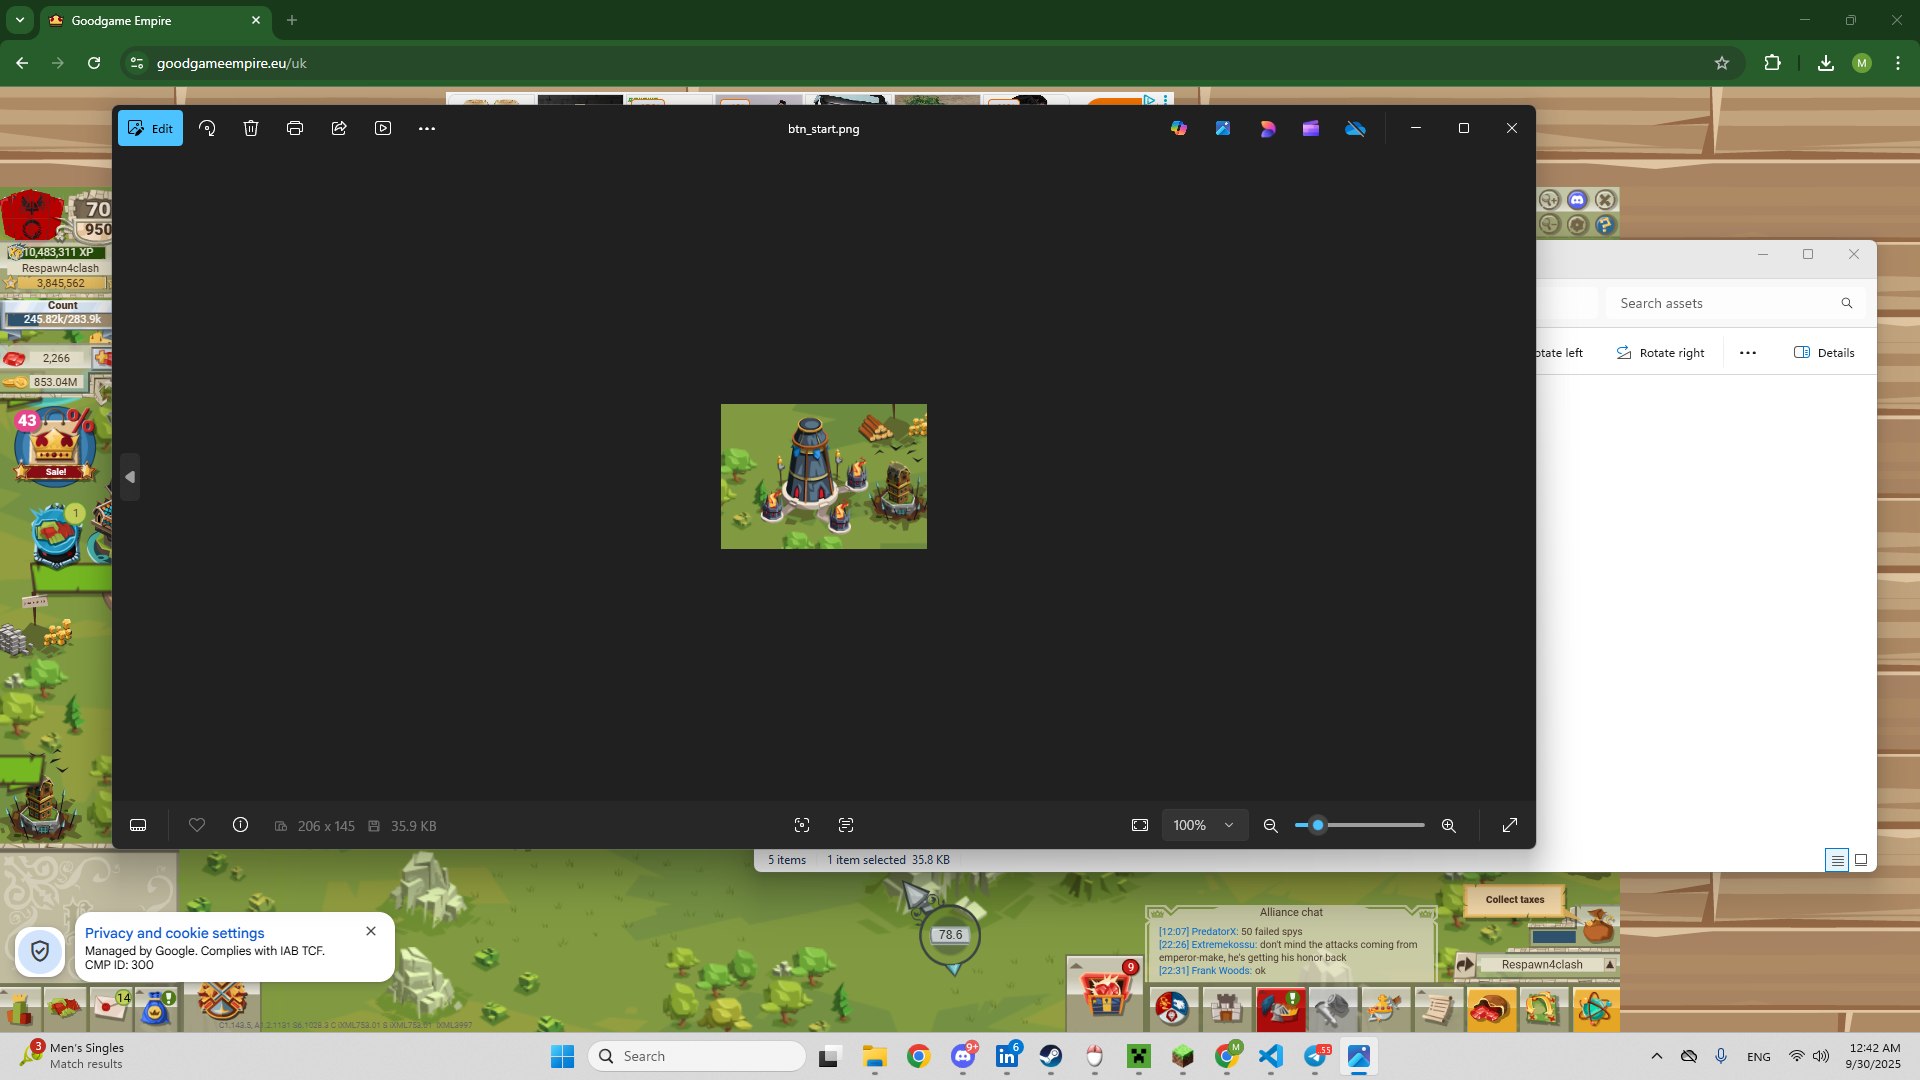 Goodgame Empire
goodgameempire.eu/uk
M
Edit
btn_start.png
70
950
10,483,311 XP
Respawn4clash
3,845,562
Count
245.82k/283.9k
2,266
853.04M
43
%
Sale!
1
Search assets
otate left
Rotate right
Details
206 x 145
35.9 KB
100%
5 items
1 item selected 35.8 KB
Collect taxes
Alliance chat
[12:07] PredatorX: 50 failed spys
[22:26] Extremekossu: don't mind the attacks coming from
emperor-make, he's getting his honor back
[22:31] Frank Woods: ok
Respawn4clash
78.6
9
Privacy and cookie settings
Managed by Google. Complies with IAB TCF.
CMP ID: 300
14
3
Men's Singles
Match results
Search
9+
6
M
.55
ENG
12:42 AM
9/30/2025